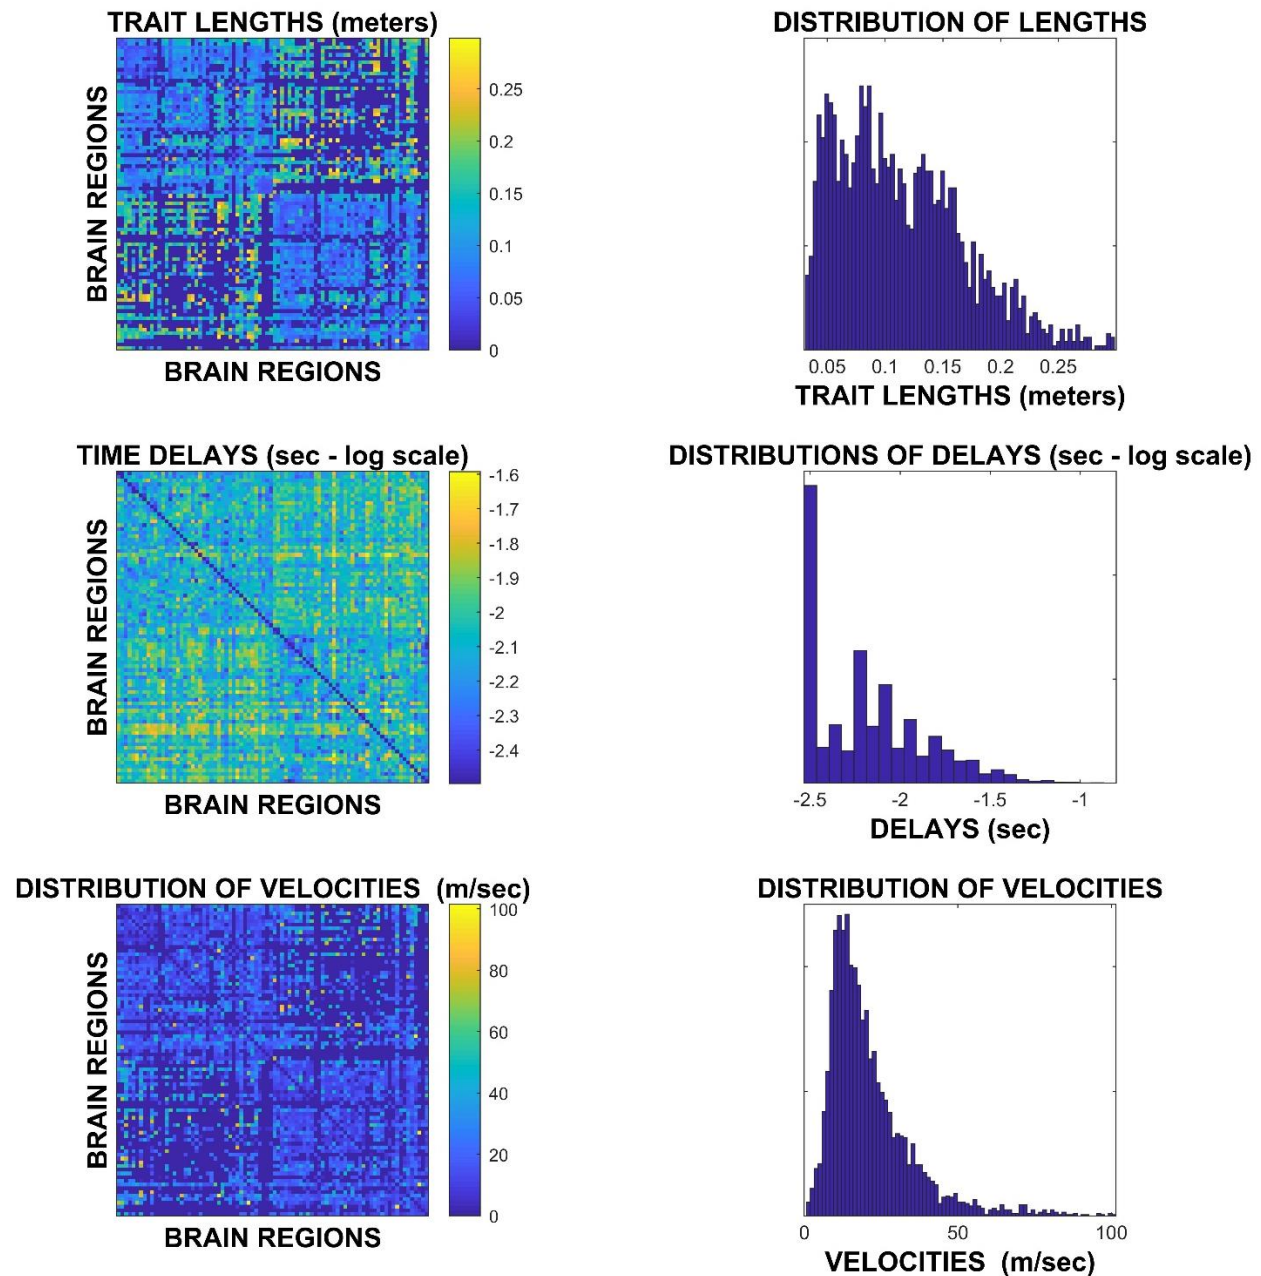 TRAIT LENGTHS (meters)
BRAIN REGIONS
0.25
0.2
0.15
0.1
0.05
0
BRAIN REGIONS
DISTRIBUTION OF LENGTHS
0.05 0.1 0.15 0.2 0.25
TRAIT LENGTHS (meters)
TIME DELAYS (sec - log scale)
BRAIN REGIONS
-1.6
-1.7
-1.8
-1.9
-2
-2.1
-2.2
-2.3
-2.4
BRAIN REGIONS
DISTRIBUTIONS OF DELAYS (sec - log scale)
-2.5 -2 -1.5 -1
DELAYS (sec)
DISTRIBUTION OF VELOCITIES (m/sec)
BRAIN REGIONS
100
80
60
40
20
0
BRAIN REGIONS
DISTRIBUTION OF VELOCITIES
0 50 100
VELOCITIES (m/sec)